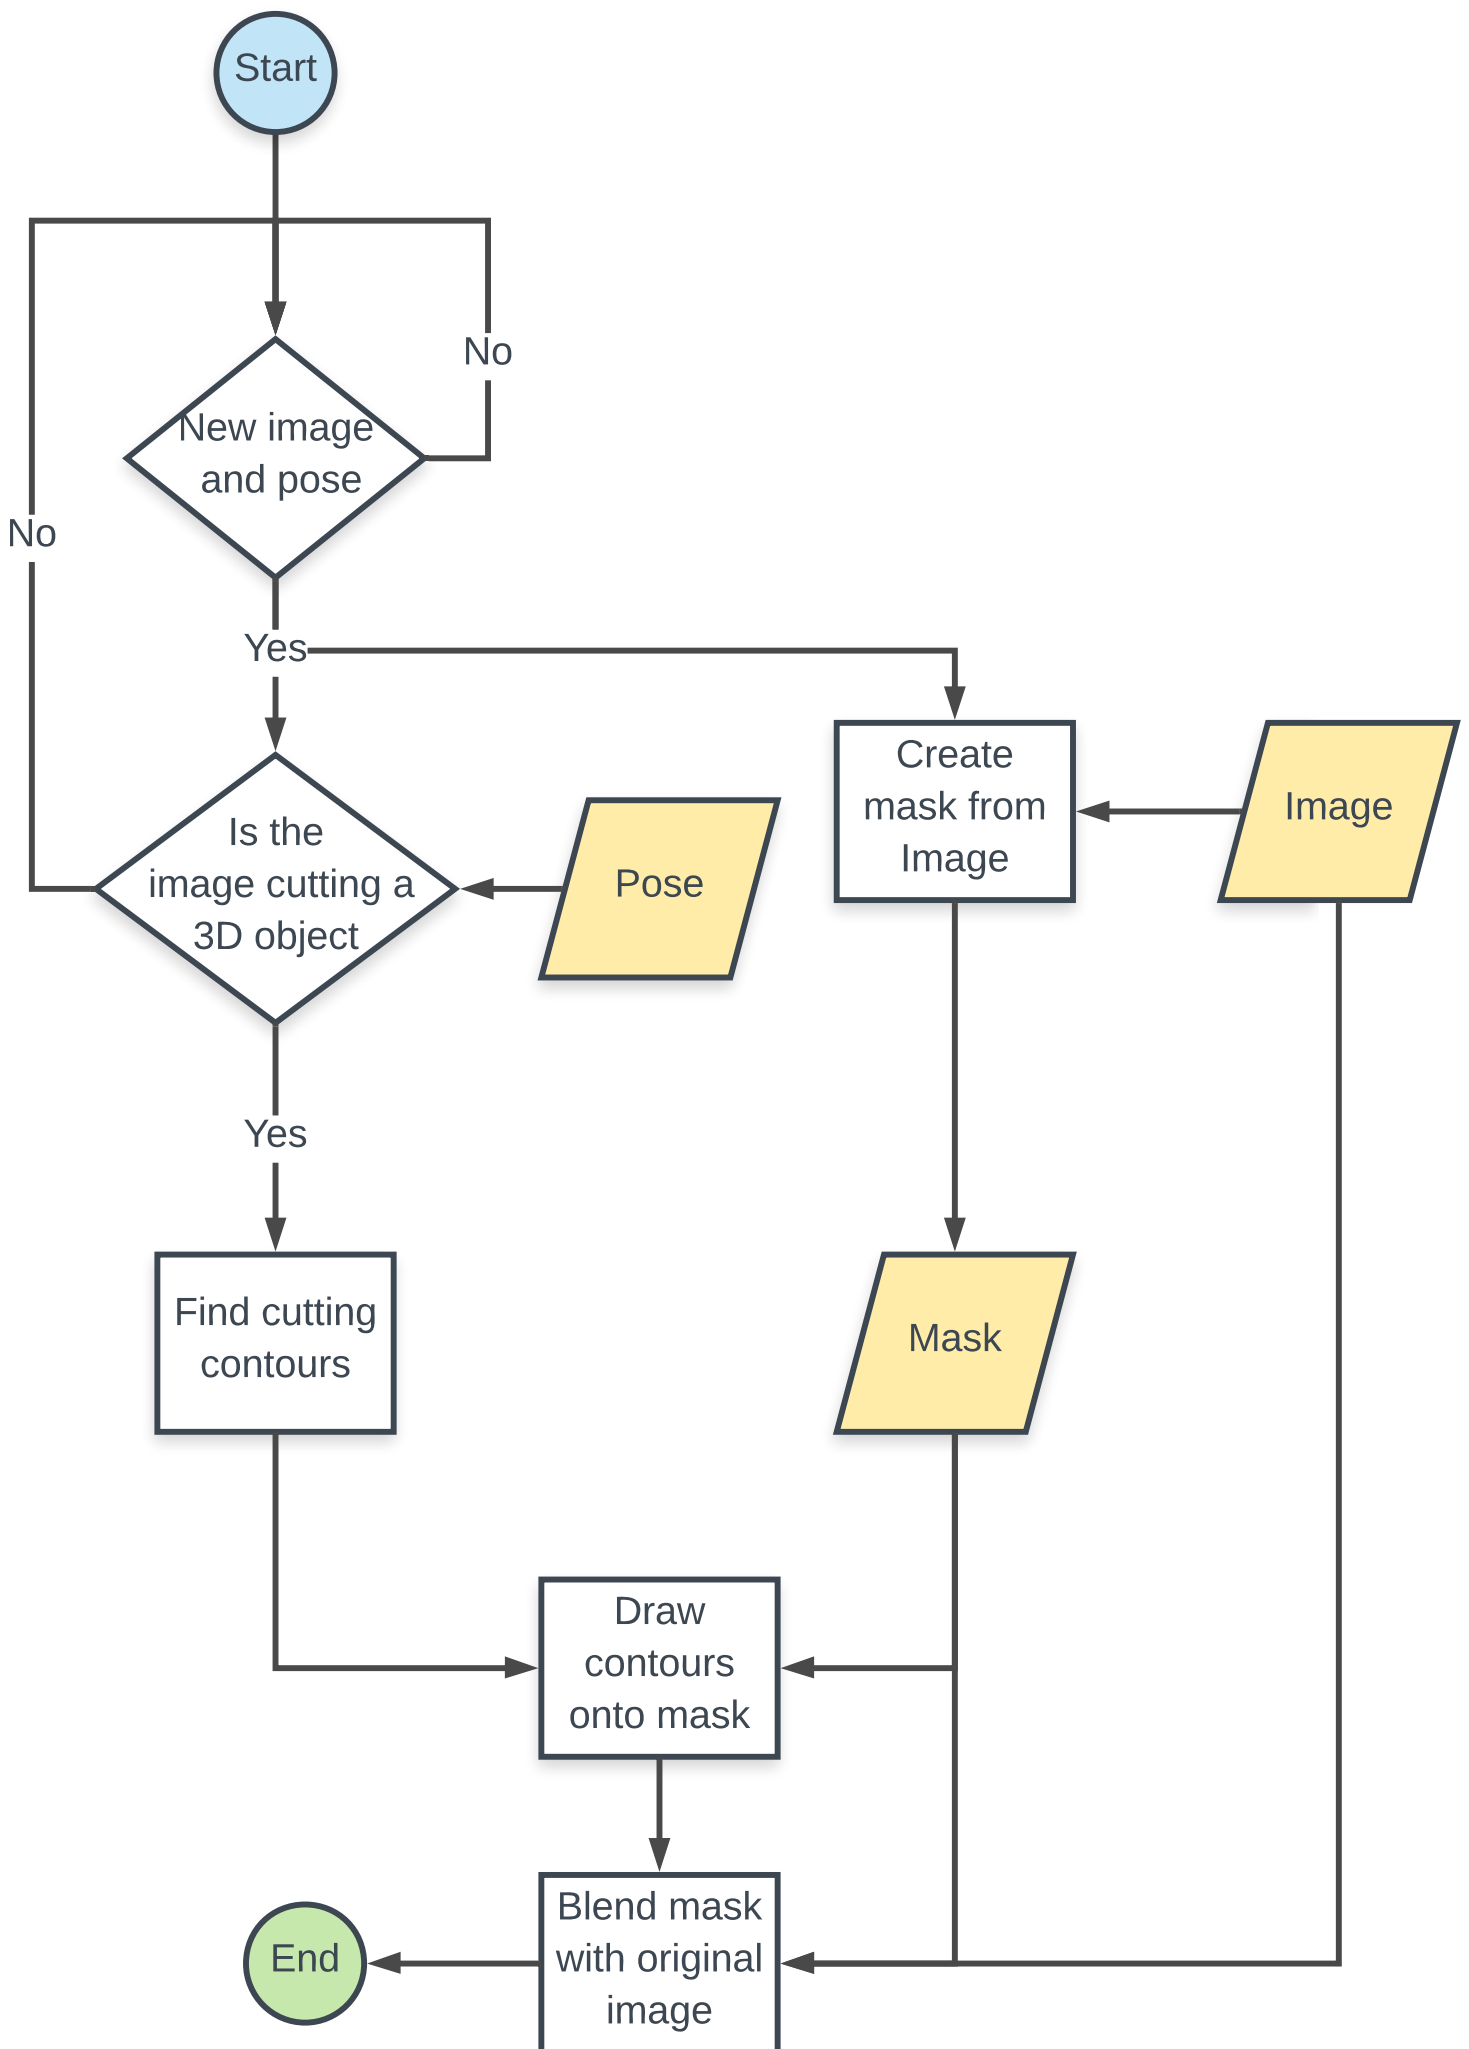 Start
No
New image
and pose
No
Yes
Create
mask from
Image
Image
Is the
image cutting a
3D object
Pose
Yes
Find cutting
contours
Mask
Draw
contours
onto mask
Blend mask
with original
image
End